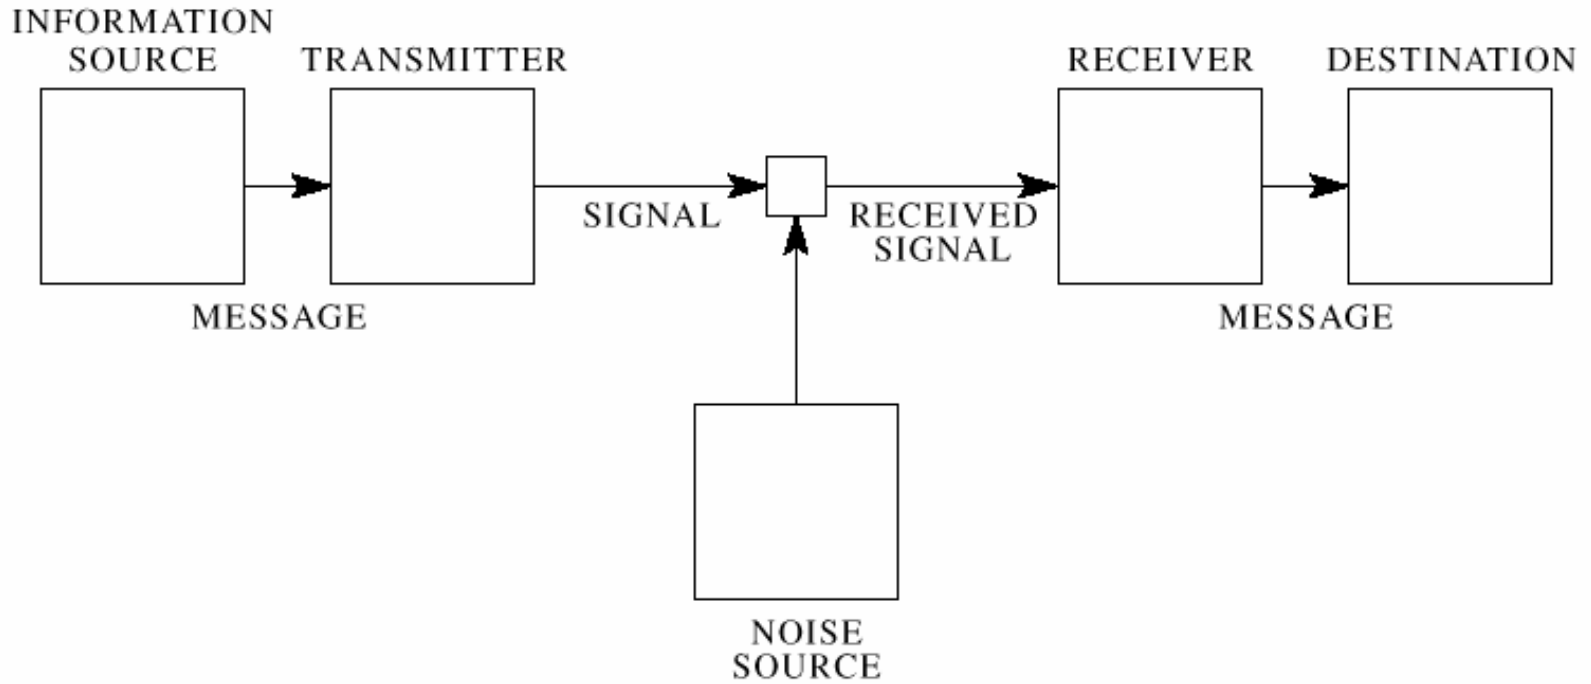 INFORMATION
SOURCE
TRANSMITTER
RECEIVER
DESTINATION
SIGNAL
RECEIVED
SIGNAL
MESSAGE
MESSAGE
NOISE
SOURCE